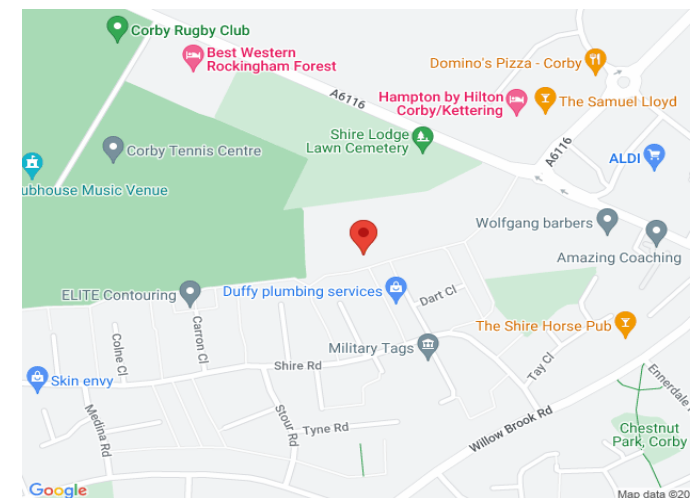 Corby Rugby Club
Best Western
Rockingham Forest
Domino's Pizza - Corby
A6116
Hampton by Hilton
Corby/Kettering
The Samuel Lloyd
Shire Lodge
Lawn Cemetery
A6116
Corby Tennis Centre
ALDI
ubhouse Music Venue
Wolfgang barbers
Amazing Coaching
ELITE Contouring
Duffy plumbing services
Dart Cl
The Shire Horse Pub
Carron Cl
Colne Cl
Military Tags
Shire Rd
Tay Cl
Skin envy
Ennerdale
Medina Rd
Stour Rd
Tyne Rd
Willow Brook Rd
Chestnut
Park, Corby
Google
Map data ©20